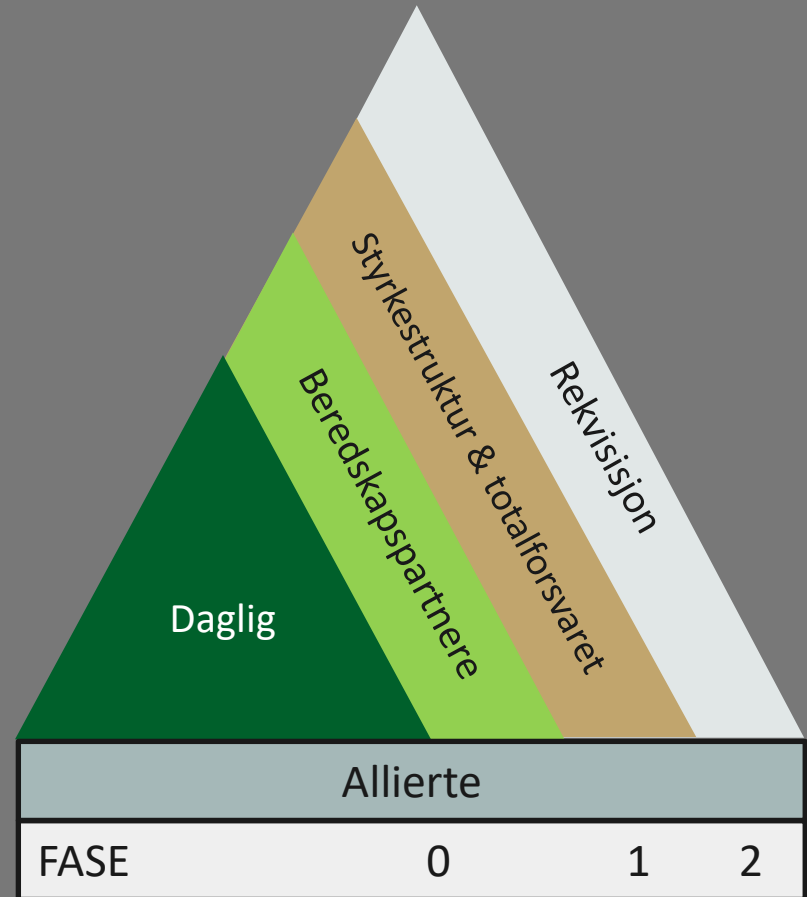 Daglig
Beredskapspartnere
Styrkestruktur & totalforsvaret
Rekvisisjon
Allierte
FASE 0 1 2